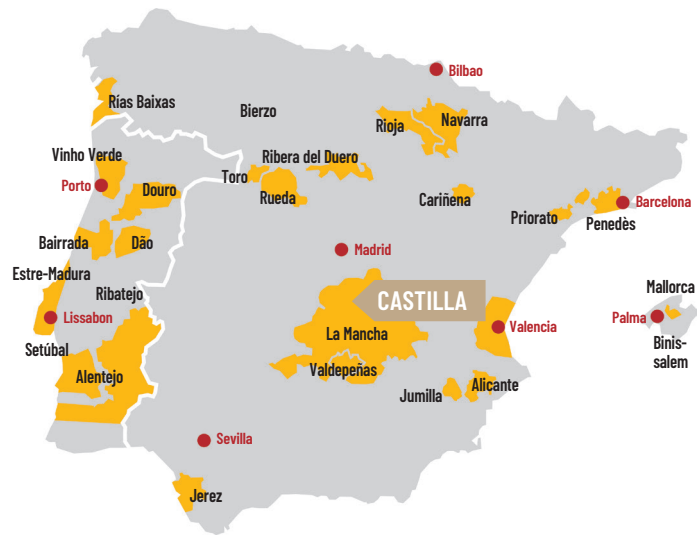 Bilbao
Rías Baixas
Bierzo
Rioja
Navarra
Vinho Verde
Ribera del Duero
Toro
Porto
Douro
Rueda
Cariñena
Barcelona
Priorato
Penedès
Bairrada
Dão
Madrid
Estre-Madura
Ribatejo
Mallorca
CASTILLA
Lissabon
Palma
Valencia
La Mancha
Setúbal
Binis-
salem
Valdepeñas
Alentejo
Jumilla
Alicante
Sevilla
Jerez